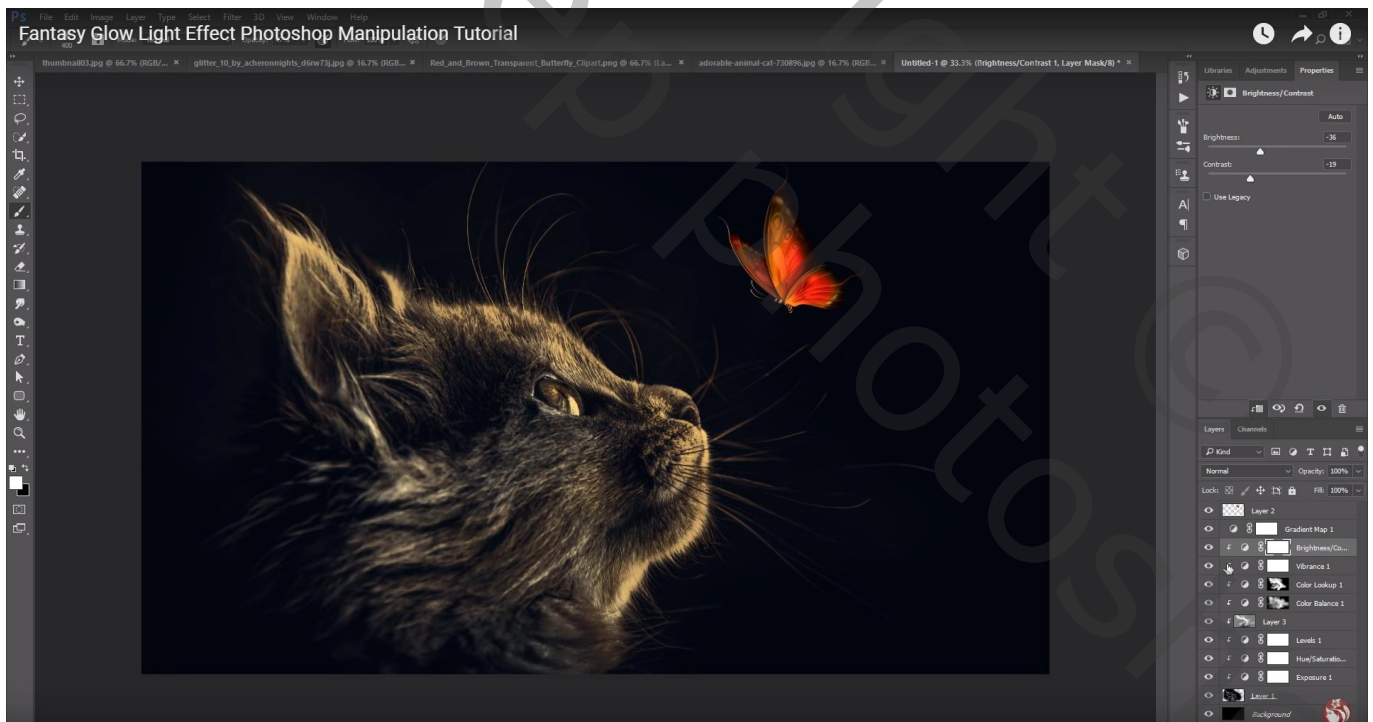 Ps File Edit Image Layer Type Select Filter 3D View Window Help
Fantasy Glow Light Effect Photoshop Manipulation Tutorial
400
thumbnail03.jpg @ 66.7% (RGB/... × glitter_10_by_acheronnights_d6rw73j.jpg @ 16.7% (RGB... × Red_and_Brown_Transparent_Butterfly_Clipart.png @ 66.7% (La... × adorable-animal-cat-730896.jpg @ 16.7% (RGB... × Untitled-1 @ 33.3% (Brightness/Contrast 1, Layer Mask/8) * ×
Libraries Adjustments Properties
Brightness/Contrast
Auto
Brightness: -36
Contrast: -19
Use Legacy
Layers Channels
Kind
Normal Opacity: 100%
Lock: Fill: 100%
Layer 2
Gradient Map 1
Brightness/Co...
Vibrance 1
Color Lookup 1
Color Balance 1
Layer 3
Levels 1
Hue/Saturatio...
Exposure 1
Layer 1
Background
photos